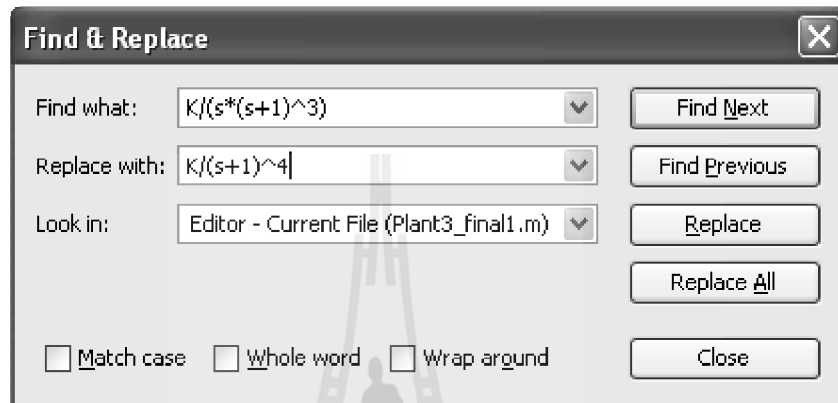 Find & Replace
Find what: K/(s*(s+1)^3) Find Next
Replace with: K/(s+1)^4 Find Previous
Look in: Editor - Current File (Plant3_final1.m) Replace
Replace All
Match case Whole word Wrap around Close